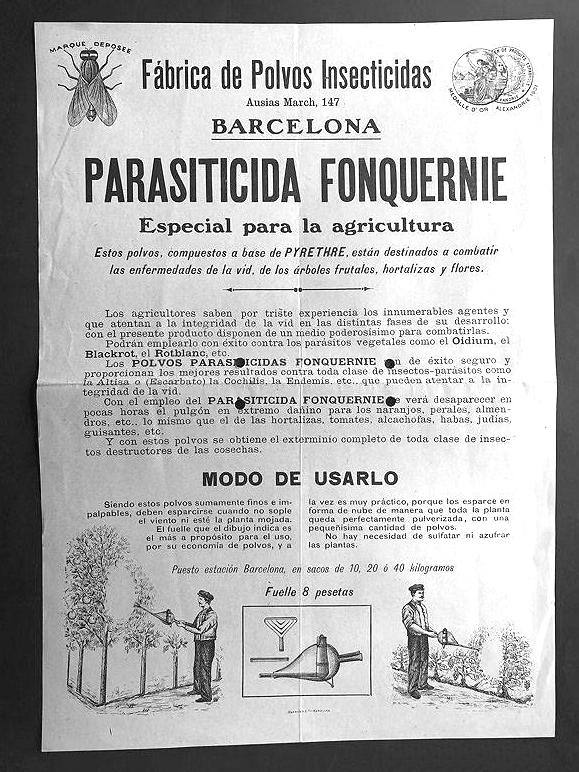 MARQUE DEPOSEE
Fábrica de Polvos Insecticidas
Ausias March, 147
BARCELONA
MEDALLE D'OR ALEXANDRIE 1901
PARASITICIDA FONQUERNIE
Especial para la agricultura
Estos polvos, compuestos a base de PYRETHRE, están destinados a combatir
las enfermedades de la vid, de los árboles frutales, hortalizas y flores.
Los agricultores saben por triste experiencia los innumerables agentes y
que atentan a la integridad de la vid en las distintas fases de su desarrollo:
con el presente producto disponen de un medio poderosísimo para combatirlas.
Podrán emplearlo con éxito contra los parásitos vegetales como el Oidium, el
Blackrot, el Rotblanc, etc.
Los POLVOS PARASITICIDAS FONQUERNIE son de éxito seguro y
proporcionan los mejores resultados contra toda clase de insectos-parásitos como
la Altisa o (Escarbato) la Cochilis, la Endemis, etc., que pueden atentar a la in-
tegridad de la vid.
Con el empleo del PARASITICIDA FONQUERNIE se verá desaparecer en
pocas horas el pulgón en extremo dañino para los naranjos, perales, almen-
dros, etc., lo mismo que el de las hortalizas, tomates, alcachofas, habas, judías,
guisantes, etc.
Y con estos polvos se obtiene el exterminio completo de toda clase de insec-
tos destructores de las cosechas.
MODO DE USARLO
Siendo estos polvos sumamente finos e im-
palpables, deben esparcirse cuando no sople
el viento ni esté la planta mojada.
El fuelle que el dibujo indica es
el más a propósito para el uso,
por su economía de polvos, y a
la vez es muy práctico, porque los esparce en
forma de nube de manera que toda la planta
queda perfectamente pulverizada, con una
pequeñísima cantidad de polvos.
No hay necesidad de sulfatar ni azufrar
las plantas.
Puesto estación Barcelona, en sacos de 10, 20 ó 40 kilogramos
Fuelle 8 pesetas